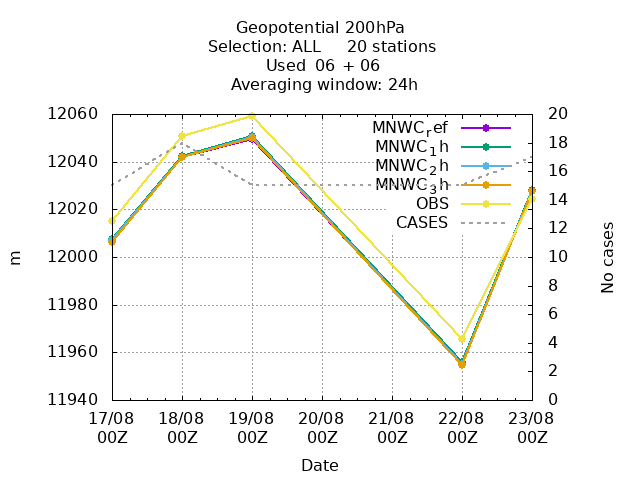 Geopotential 200hPa
Selection: ALL     20 stations
Used  06 + 06
Averaging window: 24h
12060
12040
12020
12000
11980
11960
11940
m
20
18
16
14
12
10
8
6
4
2
0
No cases
MNWC_ref
MNWC_1h
MNWC_2h
MNWC_3h
OBS
CASES
17/08 18/08 19/08 20/08 21/08 22/08 23/08
00Z 00Z 00Z 00Z 00Z 00Z 00Z
Date